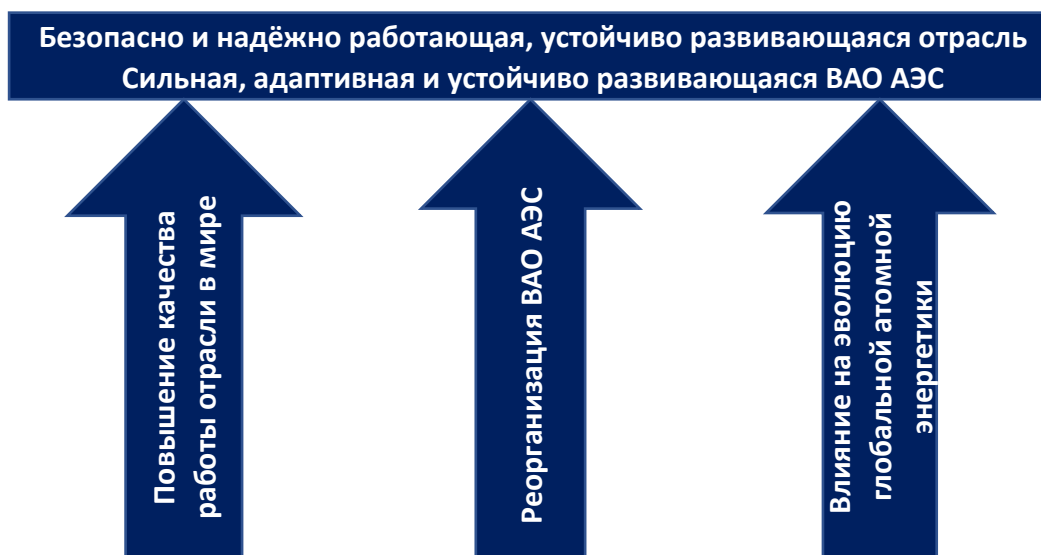 Безопасно и надёжно работающая, устойчиво развивающаяся отрасль
Сильная, адаптивная и устойчиво развивающаяся ВАО АЭС
Повышение качества
работы отрасли в мире
Реорганизация ВАО АЭС
Влияние на эволюцию
глобальной атомной
энергетики